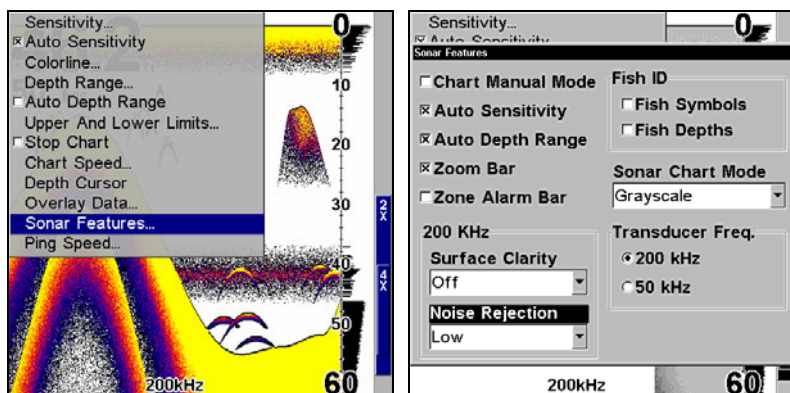 Sensitivity...
Auto Sensitivity
Colorline...
Depth Range...
Auto Depth Range
Upper And Lower Limits...
Stop Chart
Chart Speed...
Depth Cursor
Overlay Data...
Sonar Features...
Ping Speed...
0
10
20
30
40
50
60
2X
4X
200kHz
Sensitivity...
Auto Sensitivity
0
Sonar Features
Chart Manual Mode
Auto Sensitivity
Auto Depth Range
Zoom Bar
Zone Alarm Bar
Fish ID
Fish Symbols
Fish Depths
Sonar Chart Mode
Grayscale
200 KHz
Surface Clarity
Off
Noise Rejection
Low
Transducer Freq.
200 kHz
50 kHz
200kHz
60